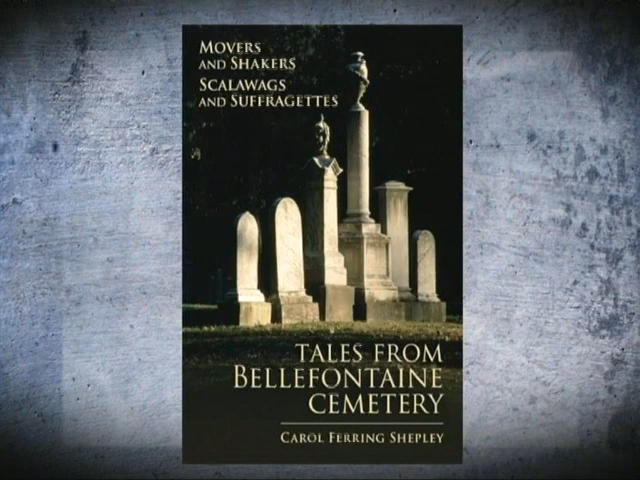 MOVERS
AND SHAKERS
SCALAWAGS
AND SUFFRAGETTES
TALES FROM
BELLEFONTAINE
CEMETERY
CAROL FERRING SHEPLEY